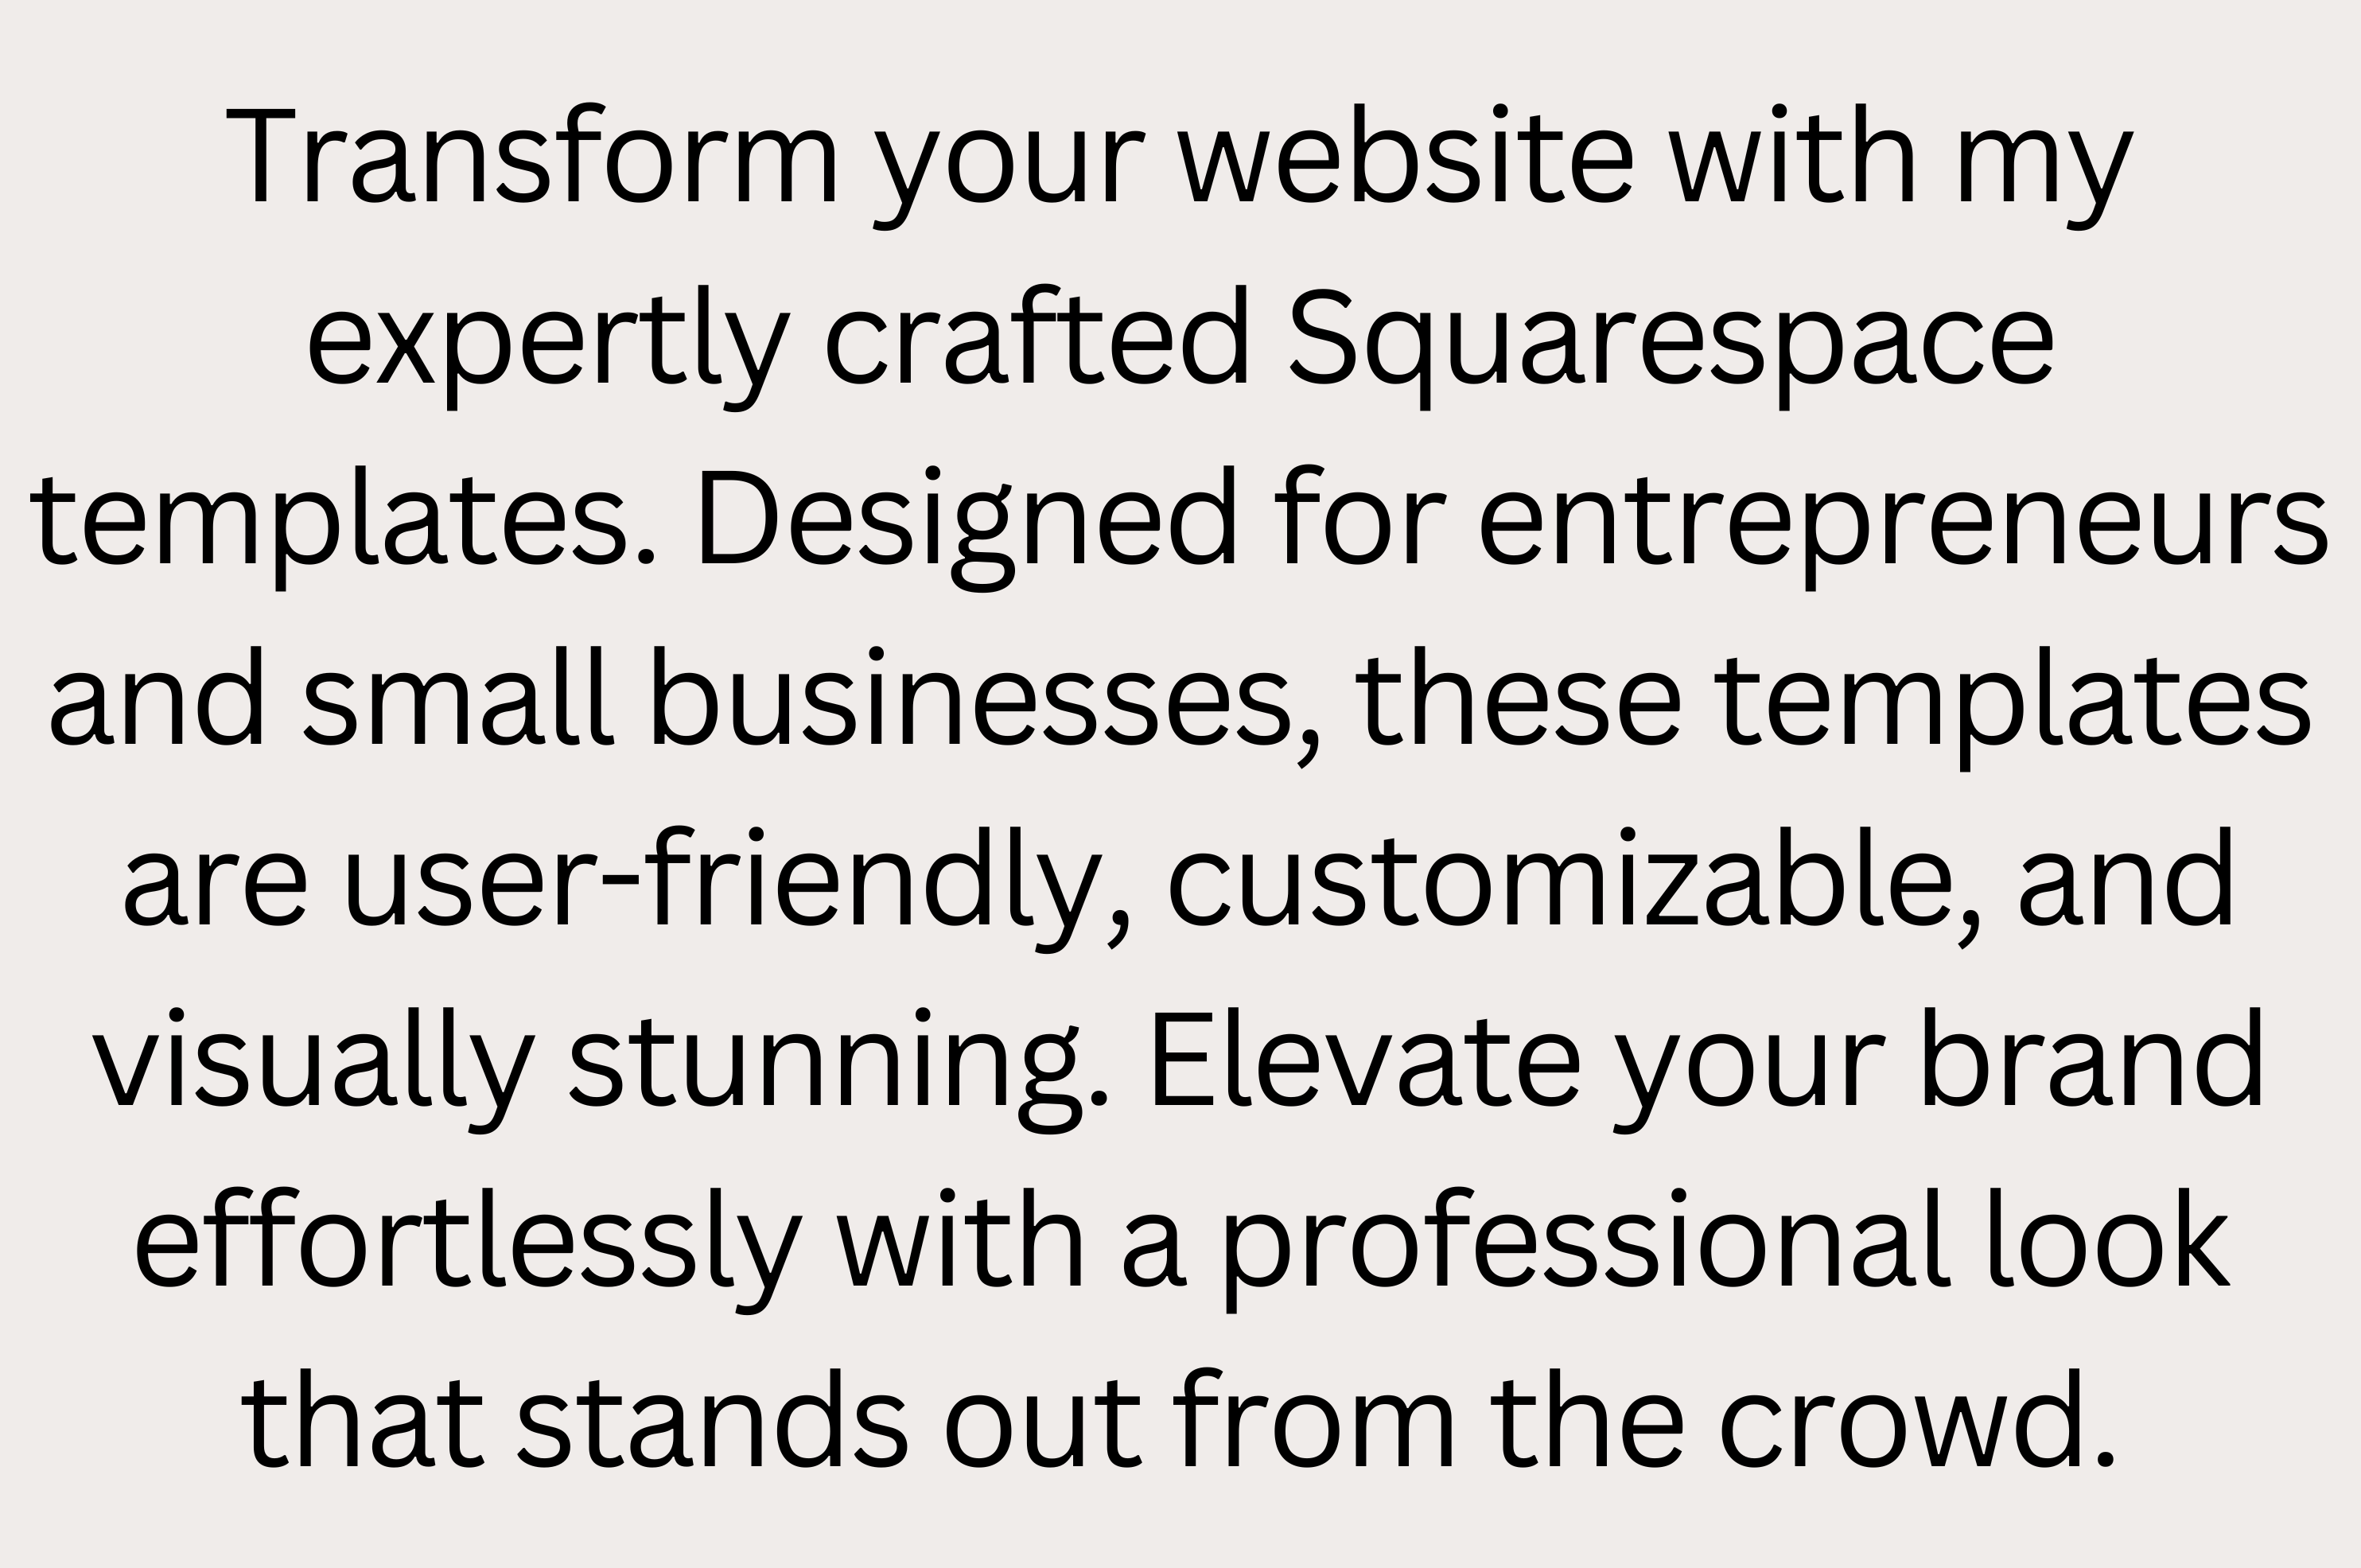 Transform your website with my
expertly crafted Squarespace
templates. Designed for entrepreneurs
and small businesses, these templates
are user-friendly, customizable, and
visually stunning. Elevate your brand
effortlessly with a professional look
that stands out from the crowd.